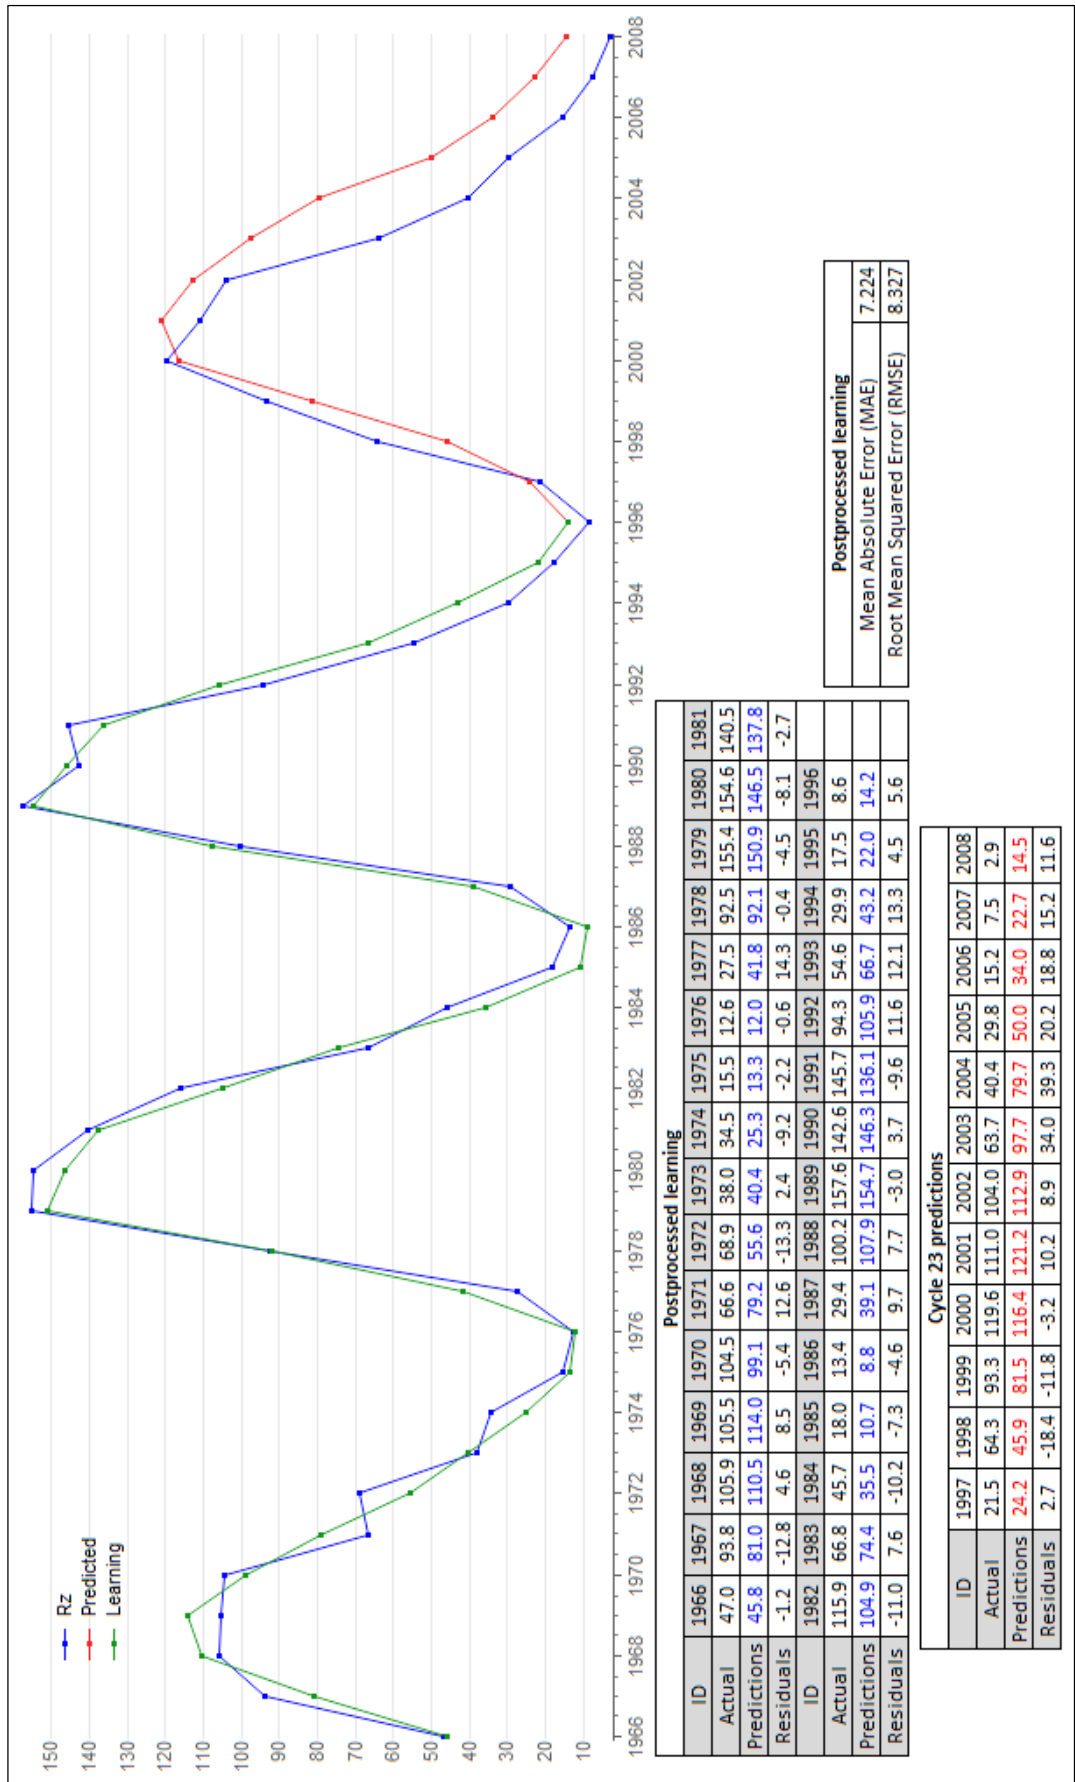 Rz
Predicted
Learning
150
140
130
120
110
100
90
80
70
60
50
40
30
20
10
1966 1968 1970 1972 1974 1976 1978 1980 1982 1984 1986 1988 1990 1992 1994 1996 1998 2000 2002 2004 2006 2008
Postprocessed learning
ID 1966 1967 1968 1969 1970 1971 1972 1973 1974 1975 1976 1977 1978 1979 1980 1981
Actual 47.0 93.8 105.9 105.5 104.5 66.6 68.9 38.0 34.5 15.5 12.6 27.5 92.5 155.4 154.6 140.5
Predictions 45.8 81.0 110.5 114.0 99.1 79.2 55.6 40.4 25.3 13.3 12.0 41.8 92.1 150.9 146.5 137.8
Residuals -1.2 -12.8 4.6 8.5 -5.4 12.6 -13.3 2.4 -9.2 -2.2 -0.6 14.3 -0.4 -4.5 -8.1 -2.7
ID 1982 1983 1984 1985 1986 1987 1988 1989 1990 1991 1992 1993 1994 1995 1996
Actual 115.9 66.8 45.7 18.0 13.4 29.4 100.2 157.6 142.6 145.7 94.3 54.6 29.9 17.5 8.6
Predictions 104.9 74.4 35.5 10.7 8.8 39.1 107.9 154.7 146.3 136.1 105.9 66.7 43.2 22.0 14.2
Residuals -11.0 7.6 -10.2 -7.3 -4.6 9.7 7.7 -3.0 3.7 -9.6 11.6 12.1 13.3 4.5 5.6
Postprocessed learning
Mean Absolute Error (MAE) 7.224
Root Mean Squared Error (RMSE) 8.327
Cycle 23 predictions
ID 1997 1998 1999 2000 2001 2002 2003 2004 2005 2006 2007 2008
Actual 21.5 64.3 93.3 119.6 111.0 104.0 63.7 40.4 29.8 15.2 7.5 2.9
Predictions 24.2 45.9 81.5 116.4 121.2 112.9 97.7 79.7 50.0 34.0 22.7 14.5
Residuals 2.7 -18.4 -11.8 -3.2 10.2 8.9 34.0 39.3 20.2 18.8 15.2 11.6